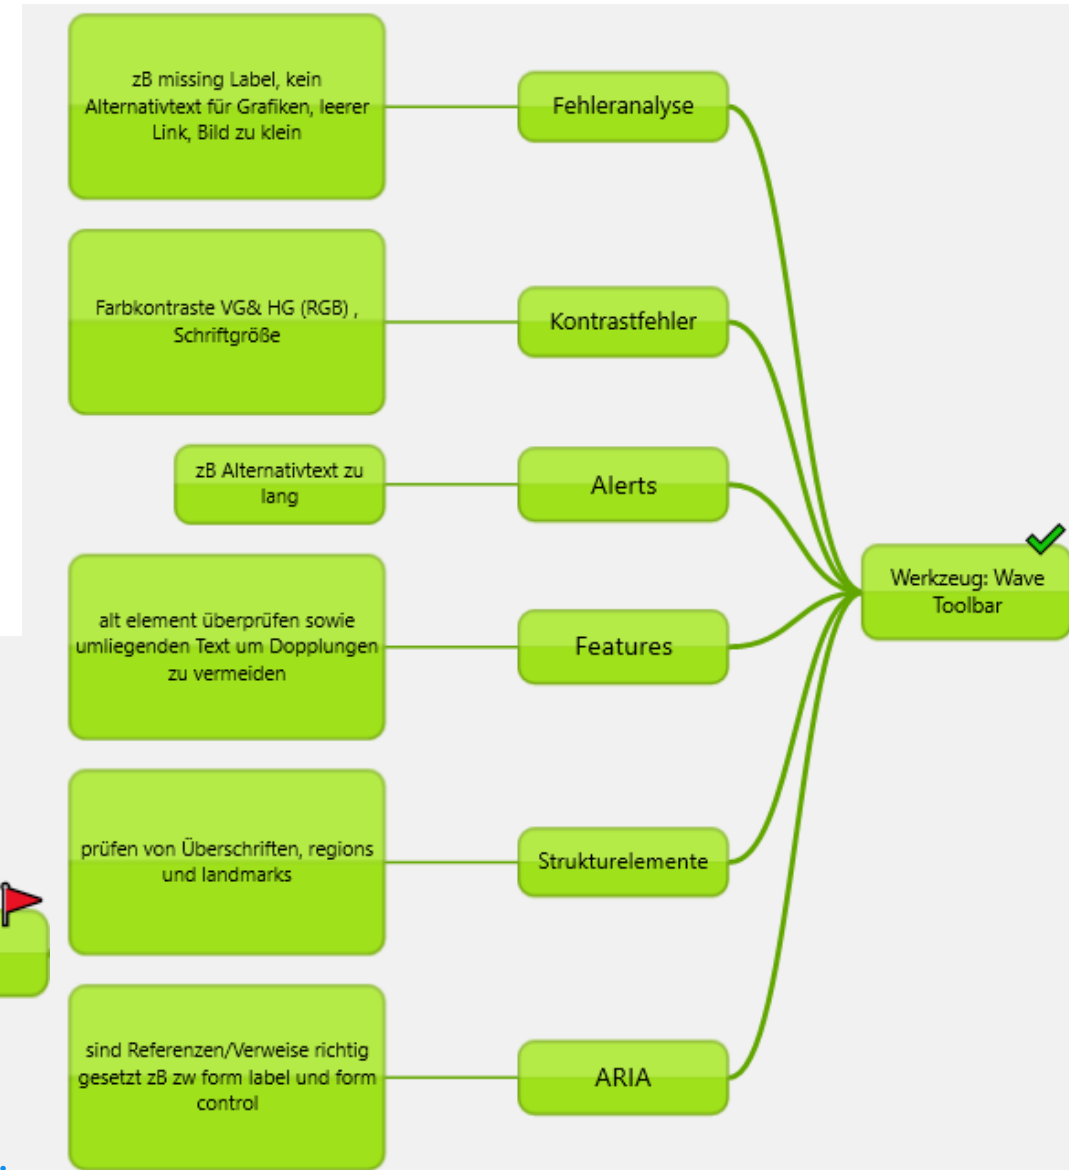 zB missing Label, kein
Alternativtext für Grafiken, leerer
Link, Bild zu klein
Fehleranalyse
Farbkontraste VG& HG (RGB) ,
Schriftgröße
Kontrastfehler
zB Alternativtext zu
lang
Alerts
Werkzeug: Wave
Toolbar
alt element überprüfen sowie
umliegenden Text um Dopplungen
zu vermeiden
Features
prüfen von Überschriften, regions
und landmarks
Strukturelemente
sind Referenzen/Verweise richtig
gesetzt zB zw form label und form
control
ARIA